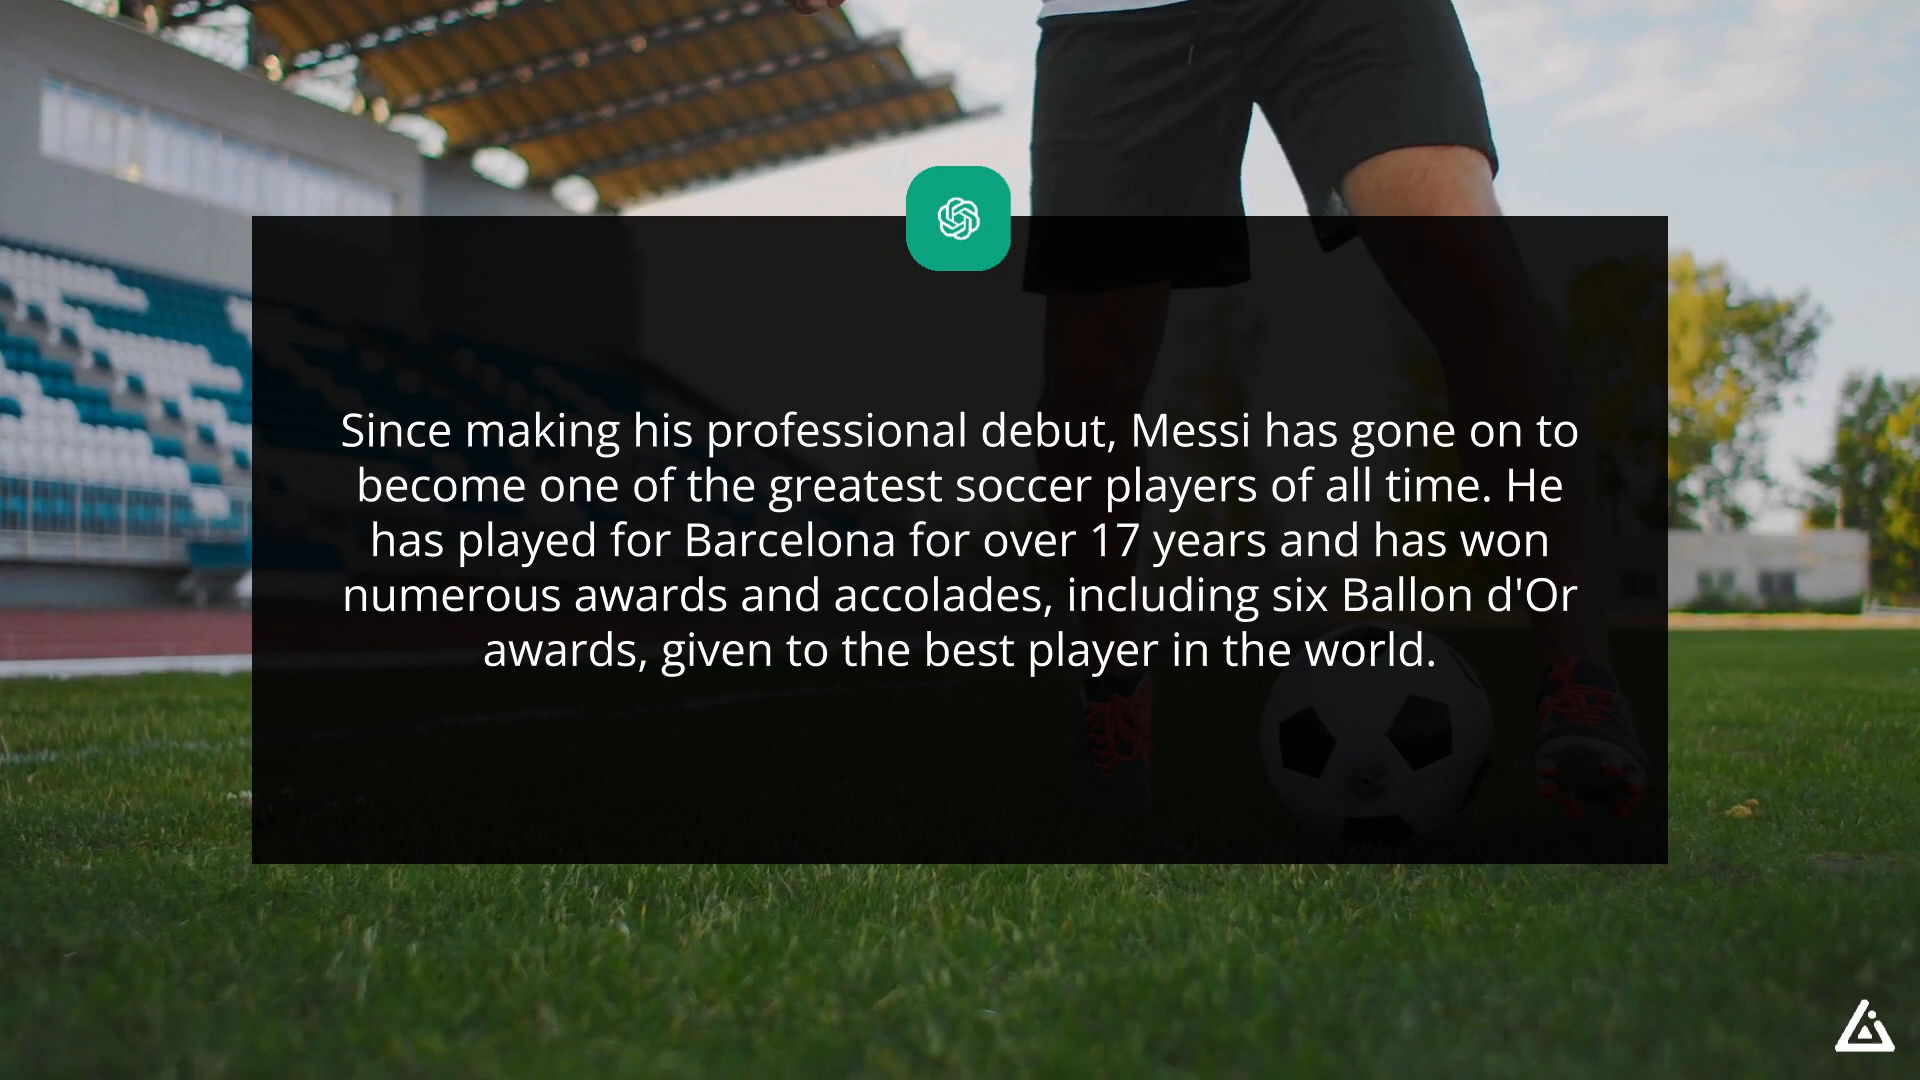 Since making his professional debut, Messi has gone on to
become one of the greatest soccer players of all time. He
has played for Barcelona for over 17 years and has won
numerous awards and accolades, including six Ballon d'Or
awards, given to the best player in the world.